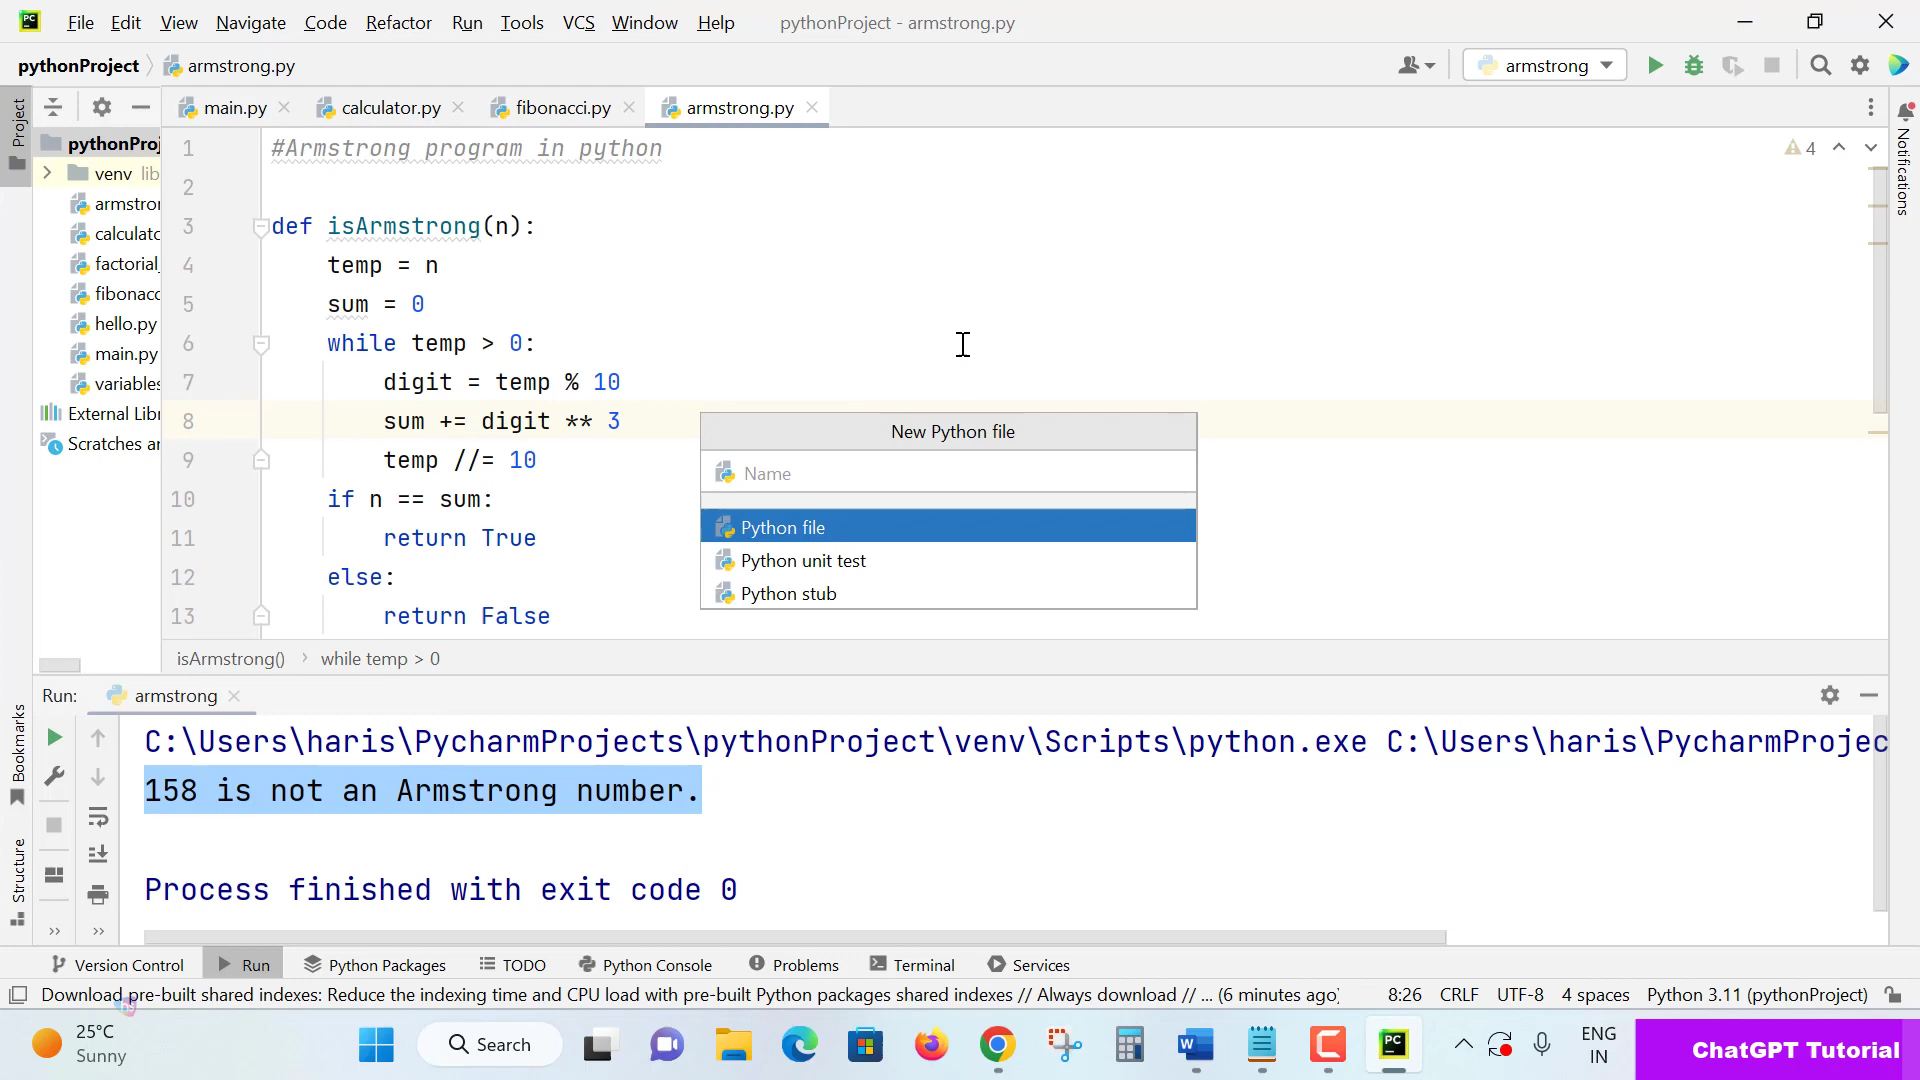 File Edit View Navigate Code Refactor Run Tools VCS Window Help pythonProject - armstrong.py
pythonProject armstrong.py armstrong
main.py calculator.py fibonacci.py armstrong.py
Project
pythonProj
venv lib
armstror
calculatc
factorial_
fibonacc
hello.py
main.py
variables
External Libr
Scratches ar
1 #Armstrong program in python
2
3 def isArmstrong(n):
4 temp = n
5 sum = 0
6 while temp > 0:
7 digit = temp % 10
8 sum += digit ** 3
9 temp //= 10
10 if n == sum:
11 return True
12 else:
13 return False
4
Notifications
New Python file
Name
Python file
Python unit test
Python stub
isArmstrong() while temp > 0
Run: armstrong
Bookmarks
Structure
C:\Users\haris\PycharmProjects\pythonProject\venv\Scripts\python.exe C:\Users\haris\PycharmProjec
158 is not an Armstrong number.
Process finished with exit code 0
Version Control Run Python Packages TODO Python Console Problems Terminal Services
Download pre-built shared indexes: Reduce the indexing time and CPU load with pre-built Python packages shared indexes // Always download // ... (6 minutes ago) 8:26 CRLF UTF-8 4 spaces Python 3.11 (pythonProject)
25°C
Sunny
Search
ENG
IN
ChatGPT Tutorial